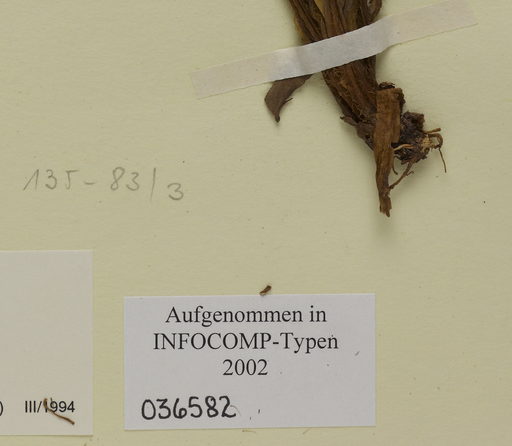 135-83/3
Aufgenommen in
INFOCOMP-Typen
2002
036582
) III/1994